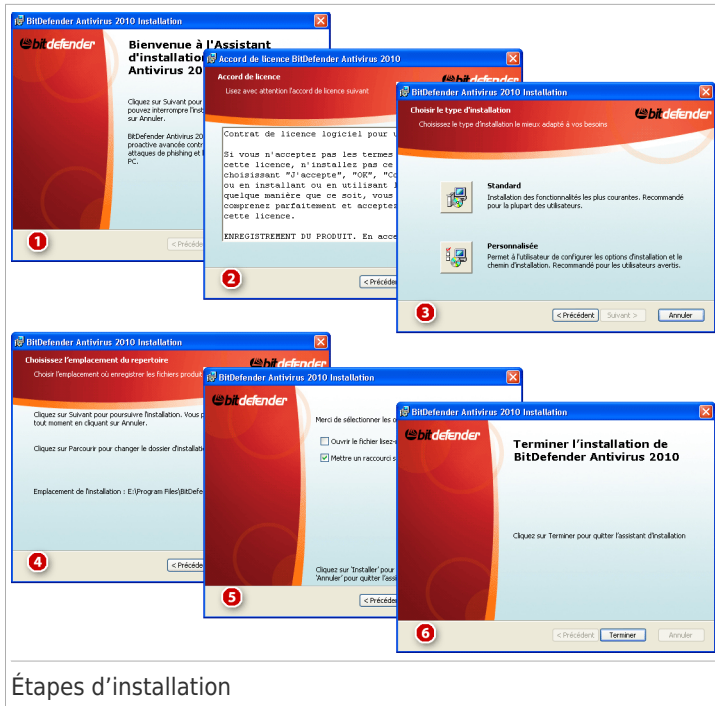 BitDefender Antivirus 2010 Installation
bitdefender
Bienvenue à l'Assistant
d'installation
Antivirus 20
Cliquez sur Suivant pour
pouvez interrompre l'inst
sur Annuler.
BitDefender Antivirus 20
proactive avancée contr
attaques de phishing et l
PC.
< Précéde
1
Accord de licence BitDefender Antivirus 2010
Accord de licence
Lisez avec attention l'accord de licence suivant
bitdefender
Contrat de licence logiciel pour u
Si vous n'acceptez pas les termes
cette licence, n'installez pas ce
choisissant "J'accepte", "OK", "Co
ou en installant ou en utilisant l
quelque manière que ce soit, vous
comprenez parfaitement et acceptes
cette licence.
ENREGISTREMENT DU PRODUIT. En acce
< Précéde
2
BitDefender Antivirus 2010 Installation
Choisir le type d'installation
Choisissez le type d'installation le mieux adapté à vos besoins
bitdefender
Standard
Installation des fonctionnalités les plus courantes. Recommandé
pour la plupart des utilisateurs.
Personnalisée
Permet à l'utilisateur de configurer les options d'installation et le
chemin d'installation. Recommandé pour les utilisateurs avertis.
< Précédent Suivant > Annuler
3
BitDefender Antivirus 2010 Installation
Choisissez l'emplacement du repertoire
Choisir l'emplacement où enregistrer les fichiers produit
bitdefender
Cliquez sur Suivant pour poursuivre l'installation. Vous p
tout moment en cliquant sur Annuler.
Cliquez sur Parcourir pour changer le dossier d'installati
Emplacement de l'installation : E:\Program Files\BitDefe
< Précéde
4
BitDefender Antivirus 2010 Installation
bitdefender
Merci de sélectionner les o
Ouvrir le fichier lisez-
Mettre un raccourci s
Cliquez sur 'Installer' pour
'Annuler' pour quitter l'assi
< Précéde
5
BitDefender Antivirus 2010 Installation
bitdefender
Terminer l'installation de
BitDefender Antivirus 2010
Cliquez sur Terminer pour quitter l'assistant d'installation
< Précédent Terminer Annuler
6
Étapes d'installation